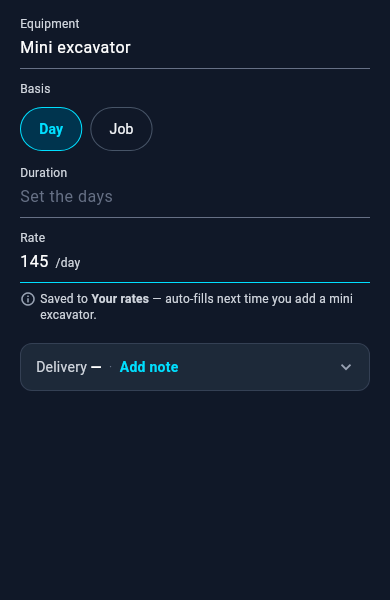 Equipment
Mini excavator
Basis
Day Job
Duration
Set the days
Rate
145 /day
Saved to Your rates — auto-fills next time you add a mini
excavator.
Delivery — · Add note